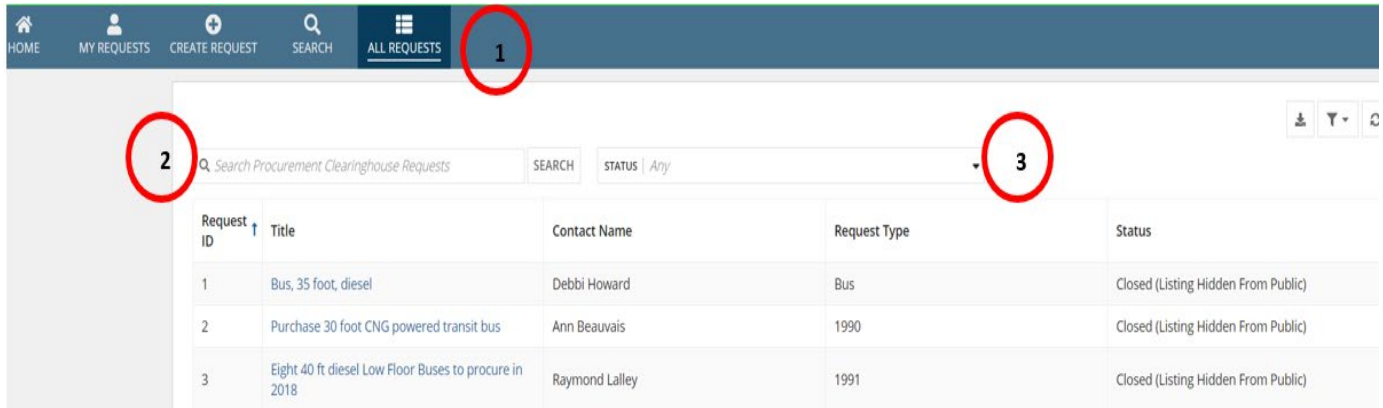 HOME MY REQUESTS CREATE REQUEST SEARCH ALL REQUESTS 1
2 Search Procurement Clearinghouse Requests SEARCH STATUS Any 3
Request ID Title Contact Name Request Type Status
1 Bus, 35 foot, diesel Debbi Howard Bus Closed (Listing Hidden From Public)
2 Purchase 30 foot CNG powered transit bus Ann Beauvais 1990 Closed (Listing Hidden From Public)
3 Eight 40 ft diesel Low Floor Buses to procure in Raymond Lalley 1991 Closed (Listing Hidden From Public)
2018